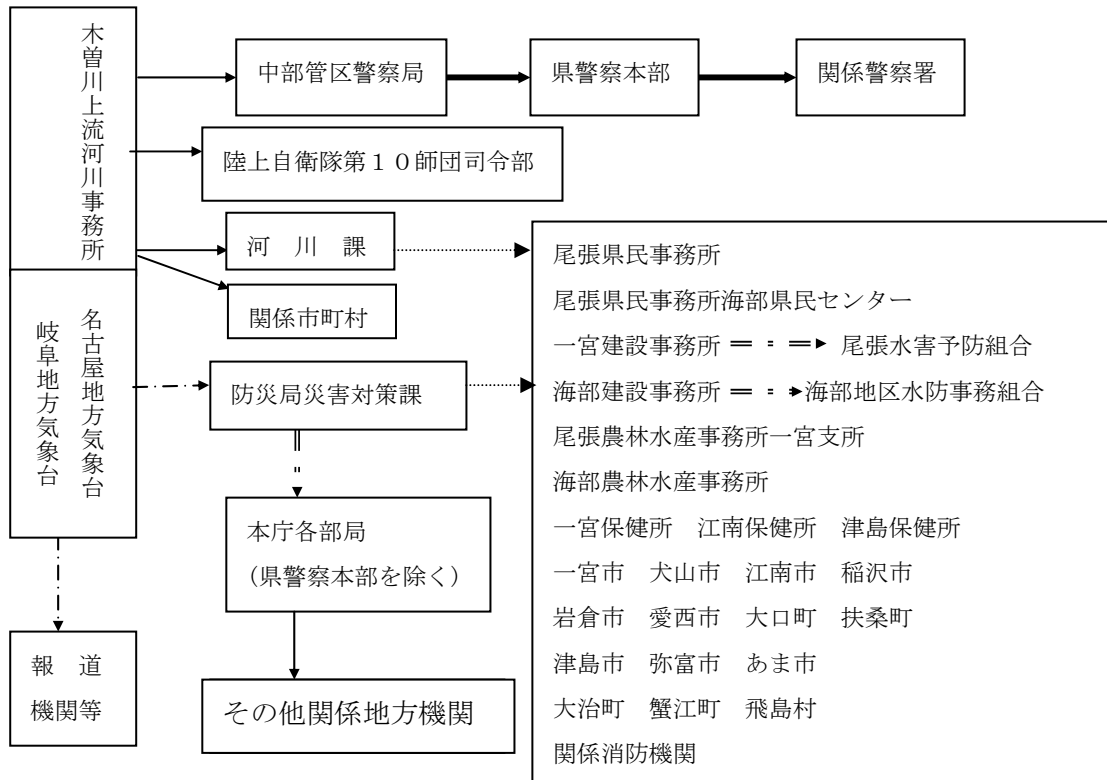 木曽川上流河川事務所
中部管区警察局
県警察本部
関係警察署
陸上自衛隊第１０師団司令部
河　川　課
関係市町村
名古屋地方気象台
岐阜地方気象台
防災局災害対策課
本庁各部局
（県警察本部を除く）
その他関係地方機関
報　道
機関等
尾張県民事務所
尾張県民事務所海部県民センター
一宮建設事務所
尾張水害予防組合
海部建設事務所
海部地区水防事務組合
尾張農林水産事務所一宮支所
海部農林水産事務所
一宮保健所　江南保健所　津島保健所
一宮市　犬山市　江南市　稲沢市
岩倉市　愛西市　大口町　扶桑町
津島市　弥富市　あま市
大治町　蟹江町　飛島村
関係消防機関